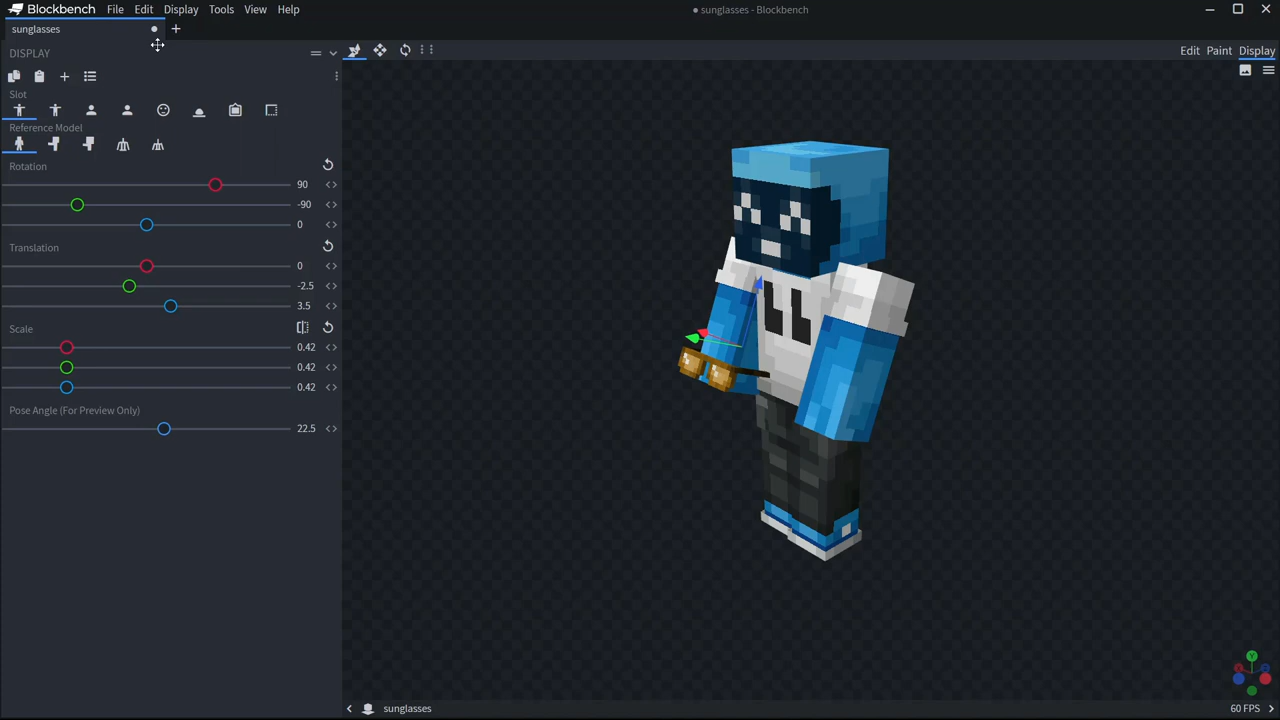 Blockbench File Edit Display Tools View Help
● sunglasses - Blockbench
sunglasses
DISPLAY
Edit Paint Display
Slot
Reference Model
Rotation
90
-90
0
Translation
0
-2.5
3.5
Scale
0.42
0.42
0.42
Pose Angle (For Preview Only)
22.5
Y
X
Z
sunglasses
60 FPS